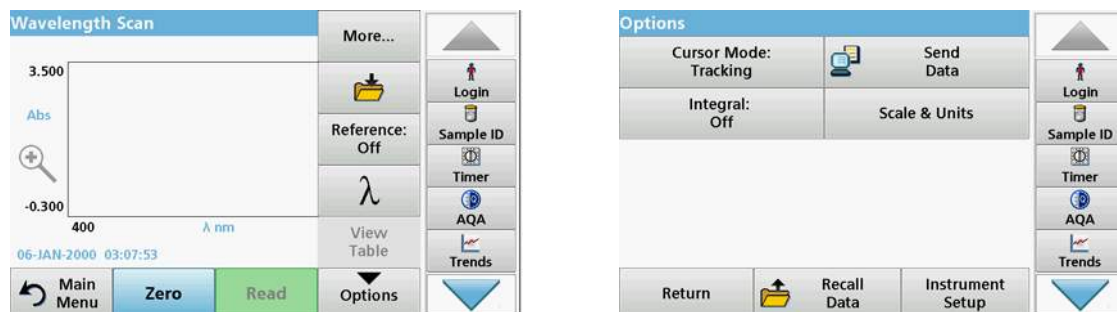 Wavelength Scan
More...
3.500
Abs
-0.300
400
λ nm
06-JAN-2000 03:07:53
Reference:
Off
λ
View
Table
Main
Menu
Zero
Read
Options
Login
Sample ID
Timer
AQA
Trends
Options
Cursor Mode:
Tracking
Send
Data
Integral:
Off
Scale & Units
Return
Recall
Data
Instrument
Setup
Login
Sample ID
Timer
AQA
Trends